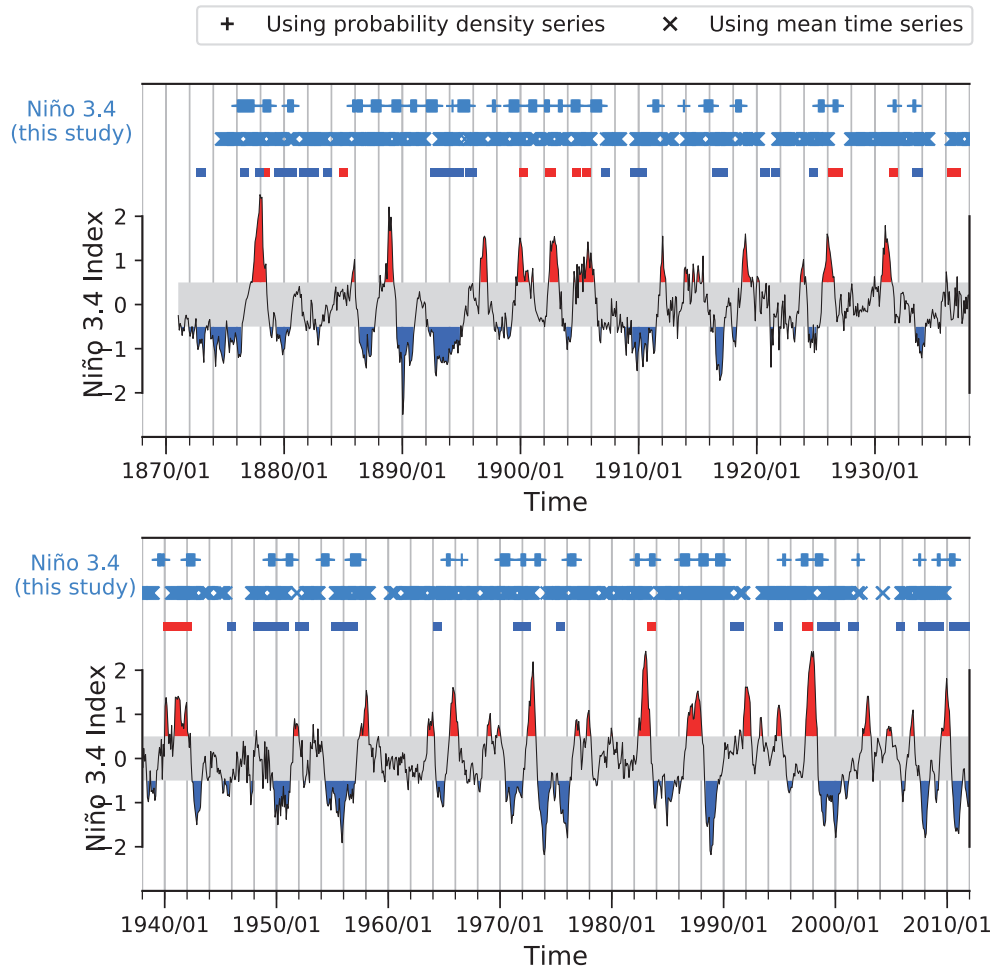 + Using probability density series × Using mean time series
Niño 3.4
(this study)
Niño 3.4 Index
2
1
0
−1
−2
1870/01 1880/01 1890/01 1900/01 1910/01 1920/01 1930/01
Time
Niño 3.4
(this study)
Niño 3.4 Index
2
1
0
−1
−2
1940/01 1950/01 1960/01 1970/01 1980/01 1990/01 2000/01 2010/01
Time